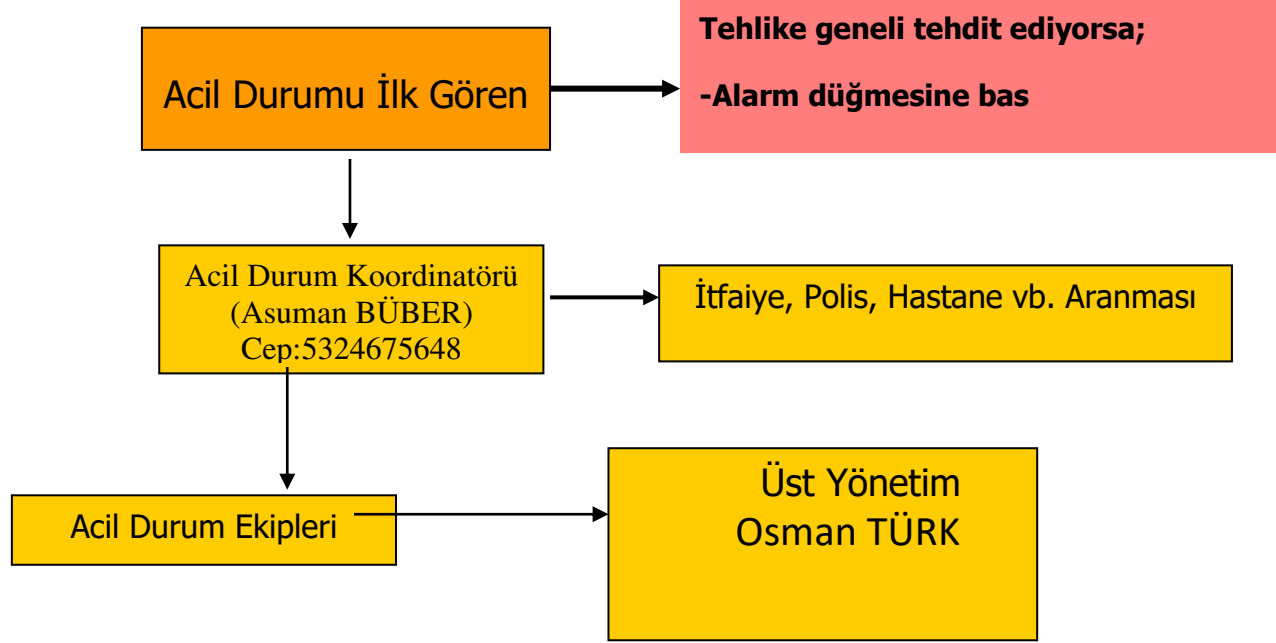 Tehlike geneli tehdit ediyorsa;
Acil Durumu İlk Gören
-Alarm düğmesine bas
Acil Durum Koordinatörü
(Asuman BÜBER)
Cep:5324675648
İtfaiye, Polis, Hastane vb. Aranması
Üst Yönetim
Osman TÜRK
Acil Durum Ekipleri